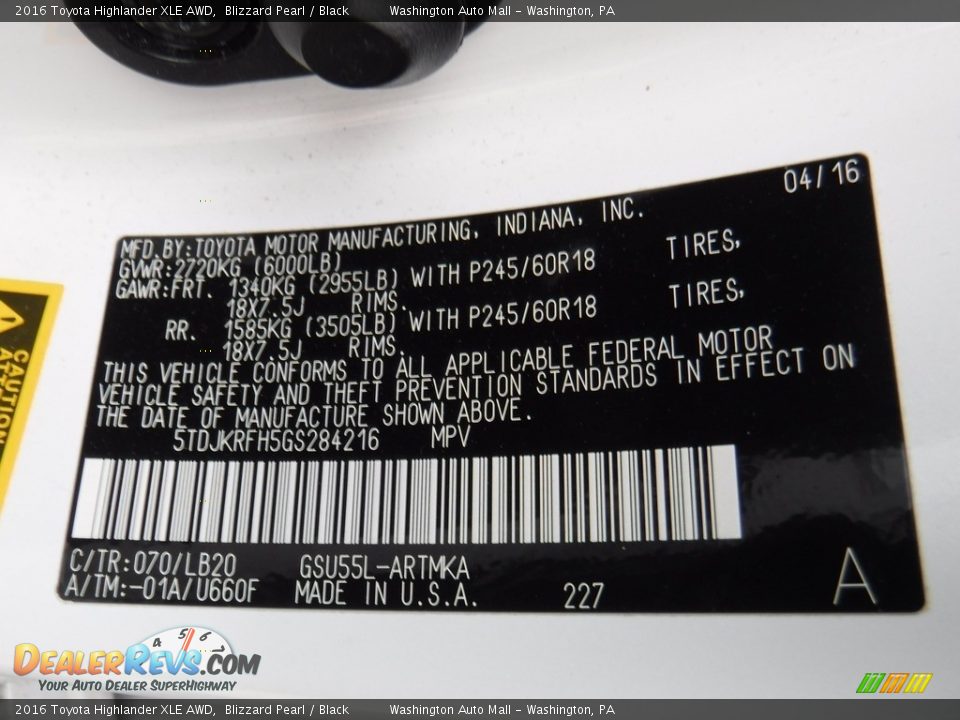 2016 Toyota Highlander XLE AWD,  Blizzard Pearl / Black     Washington Auto Mall - Washington, PA
04/16
MFD.BY:TOYOTA MOTOR MANUFACTURING, INDIANA, INC.
GVWR:2720KG (6000LB)
GAWR:FRT. 1340KG (2955LB) WITH P245/60R18 TIRES,
18X7.5J RIMS.
RR. 1585KG (3505LB) WITH P245/60R18 TIRES,
18X7.5J RIMS.
THIS VEHICLE CONFORMS TO ALL APPLICABLE FEDERAL MOTOR
VEHICLE SAFETY AND THEFT PREVENTION STANDARDS IN EFFECT ON
THE DATE OF MANUFACTURE SHOWN ABOVE.
5TDJKRFH5GS284216 MPV
C/TR:070/LB20 GSU55L-ARTMKA
A/TM:-01A/U660F MADE IN U.S.A. 227 A
CAUTION
4 5 6
DEALERREVS.COM
YOUR AUTO DEALER SUPERHIGHWAY
2016 Toyota Highlander XLE AWD,  Blizzard Pearl / Black     Washington Auto Mall - Washington, PA